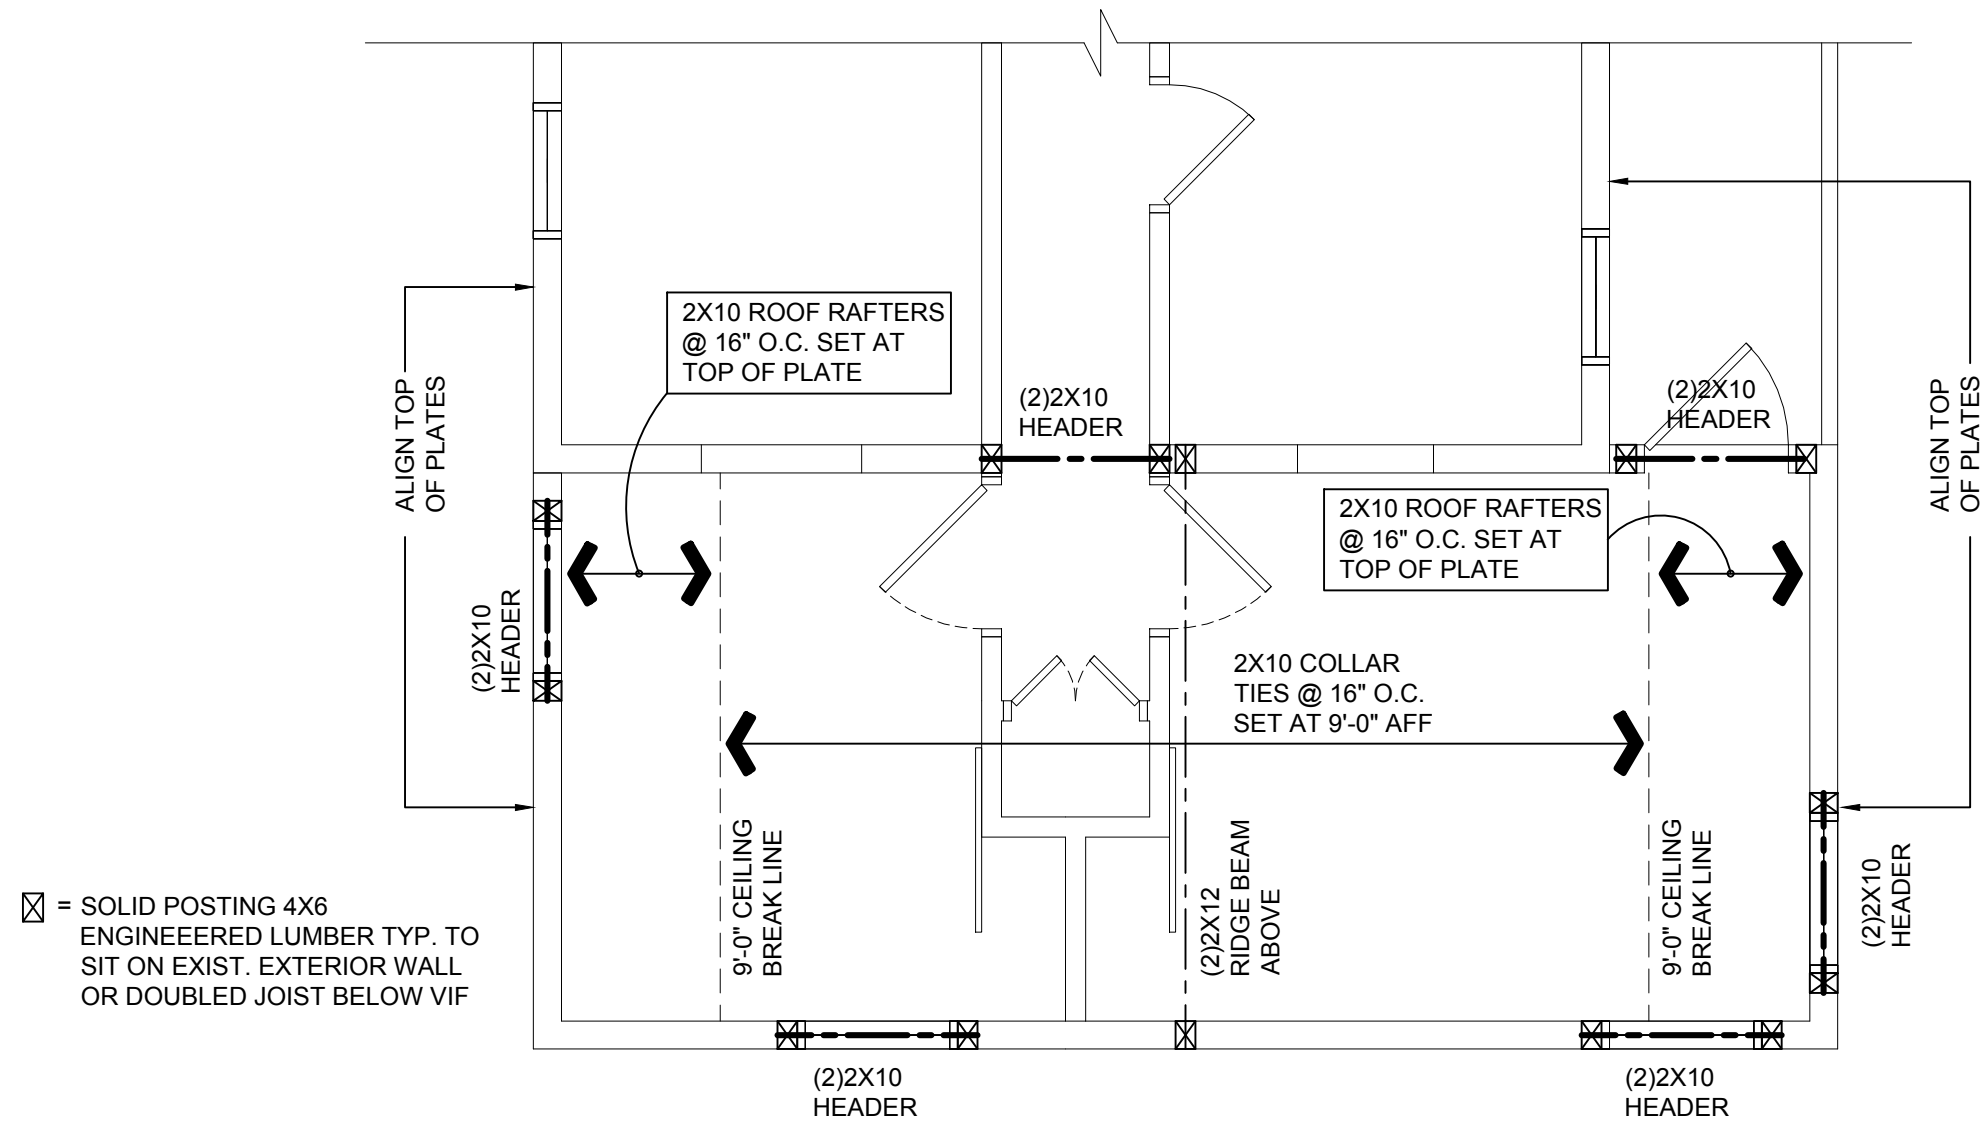 2X10 ROOF RAFTERS
@ 16" O.C. SET AT
TOP OF PLATE
(2)2X10
HEADER
(2)2X10
HEADER
ALIGN TOP
OF PLATES
ALIGN TOP
OF PLATES
2X10 ROOF RAFTERS
@ 16" O.C. SET AT
TOP OF PLATE
(2)2X10
HEADER
2X10 COLLAR
TIES @ 16" O.C.
SET AT 9'-0" AFF
9'-0" CEILING
BREAK LINE
(2)2X12
RIDGE BEAM
ABOVE
9'-0" CEILING
BREAK LINE
(2)2X10
HEADER
= SOLID POSTING 4X6
ENGINEEERED LUMBER TYP. TO
SIT ON EXIST. EXTERIOR WALL
OR DOUBLED JOIST BELOW VIF
(2)2X10
HEADER
(2)2X10
HEADER